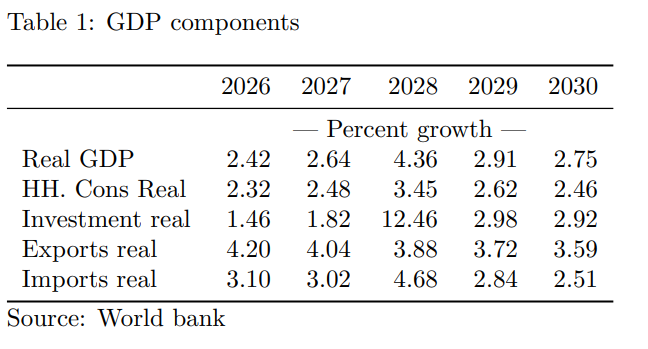 Table 1: GDP components
2026 2027 2028 2029 2030
— Percent growth —
Real GDP 2.42 2.64 4.36 2.91 2.75
HH. Cons Real 2.32 2.48 3.45 2.62 2.46
Investment real 1.46 1.82 12.46 2.98 2.92
Exports real 4.20 4.04 3.88 3.72 3.59
Imports real 3.10 3.02 4.68 2.84 2.51
Source: World bank